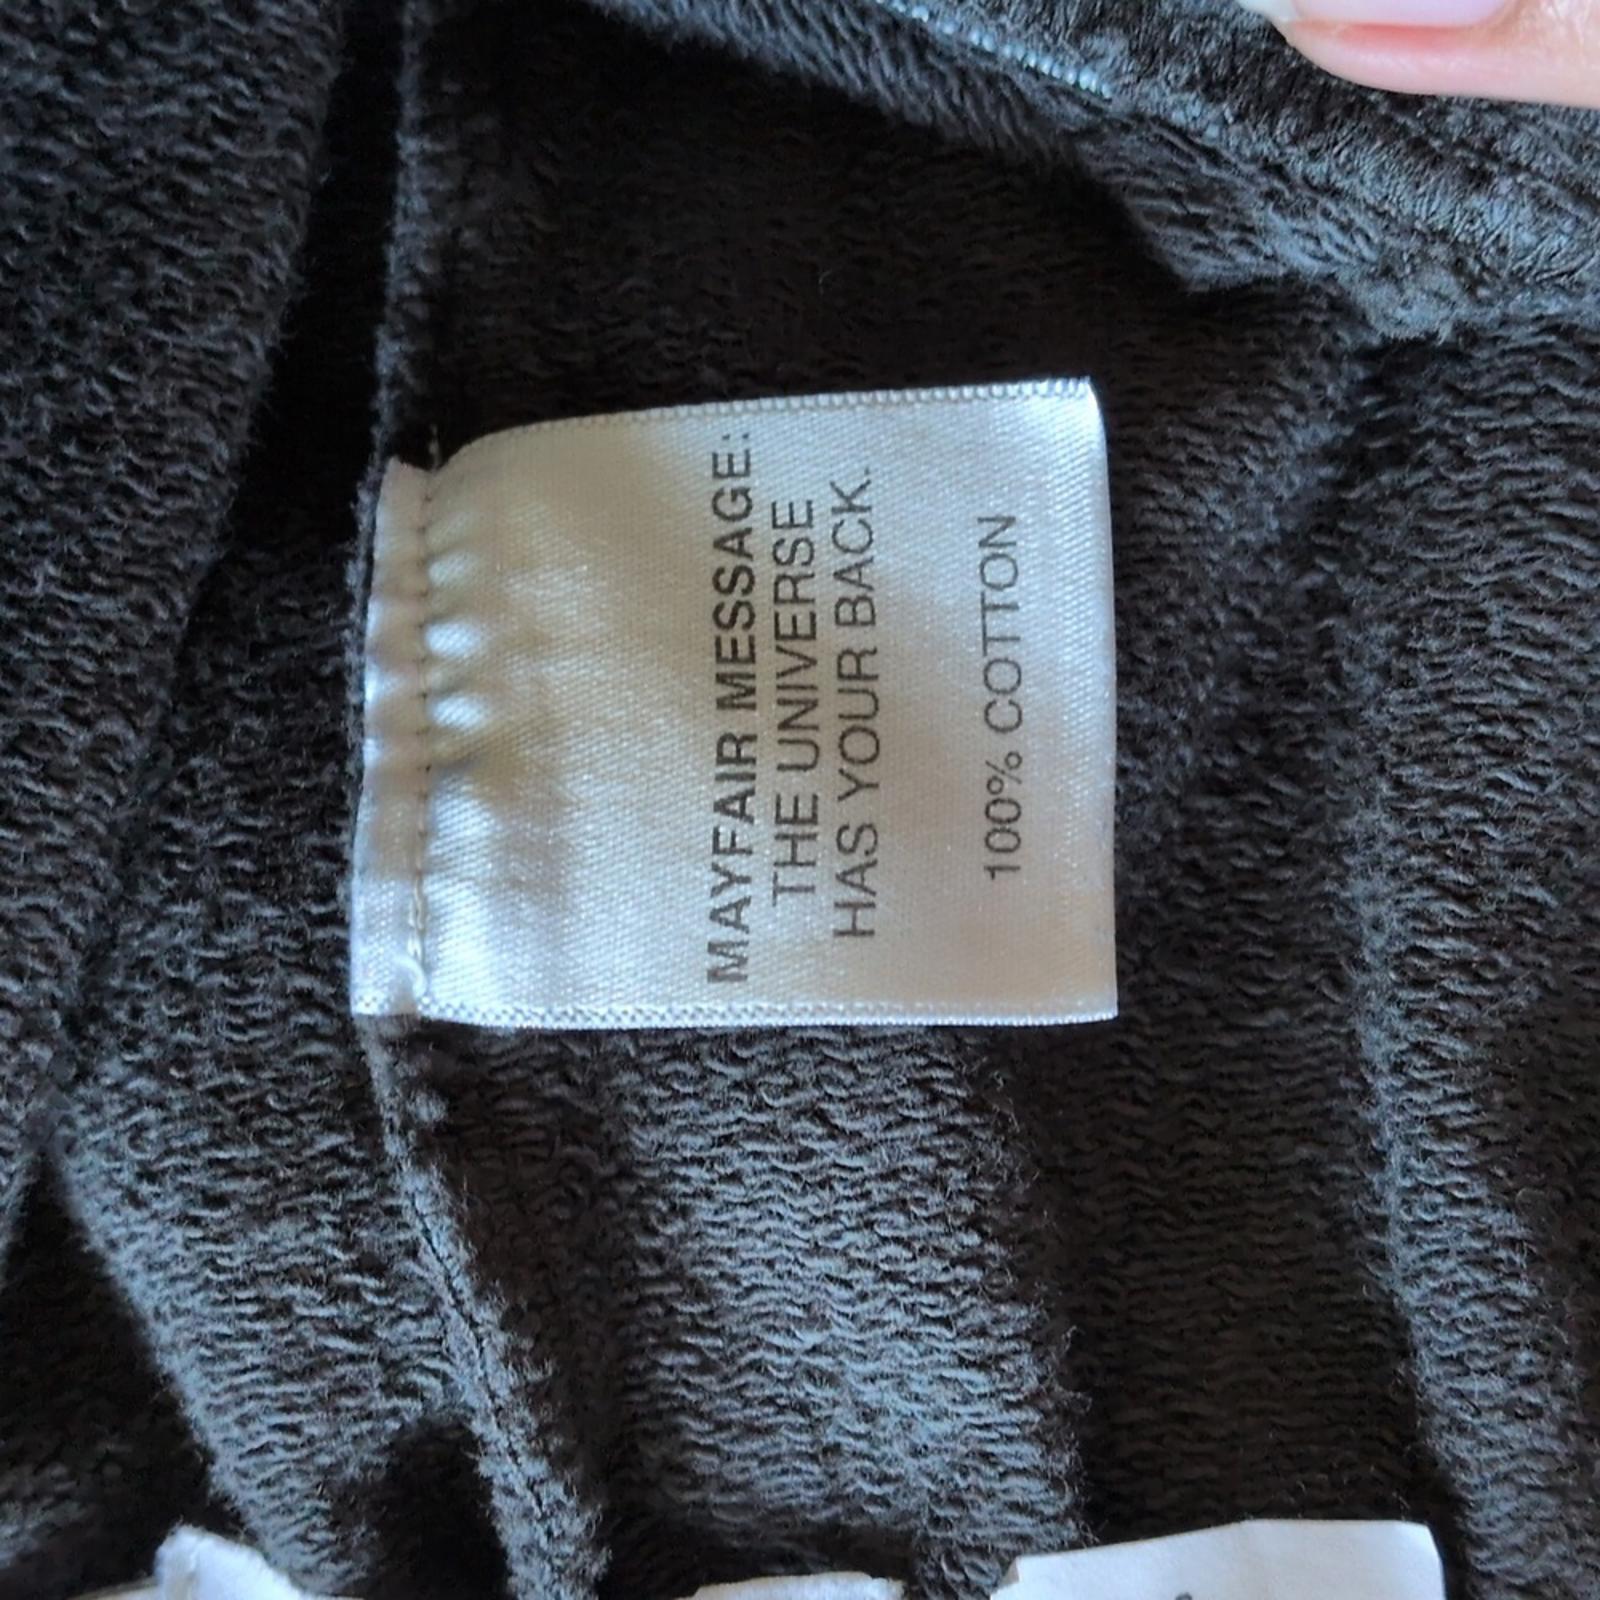 MAYFAIR MESSAGE:
THE UNIVERSE
HAS YOUR BACK.
100% COTTON